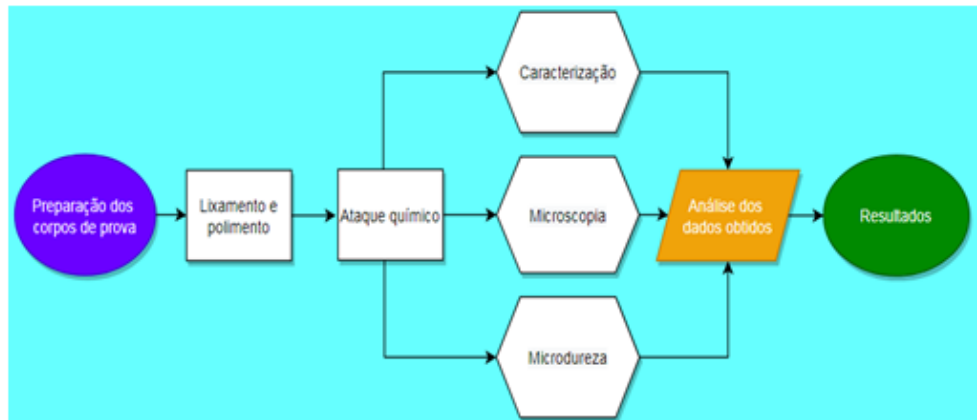 Preparação dos
corpos de prova
Lixamento e
polimento
Ataque químico
Caracterização
Microscopia
Microdureza
Análise dos
dados obtidos
Resultados